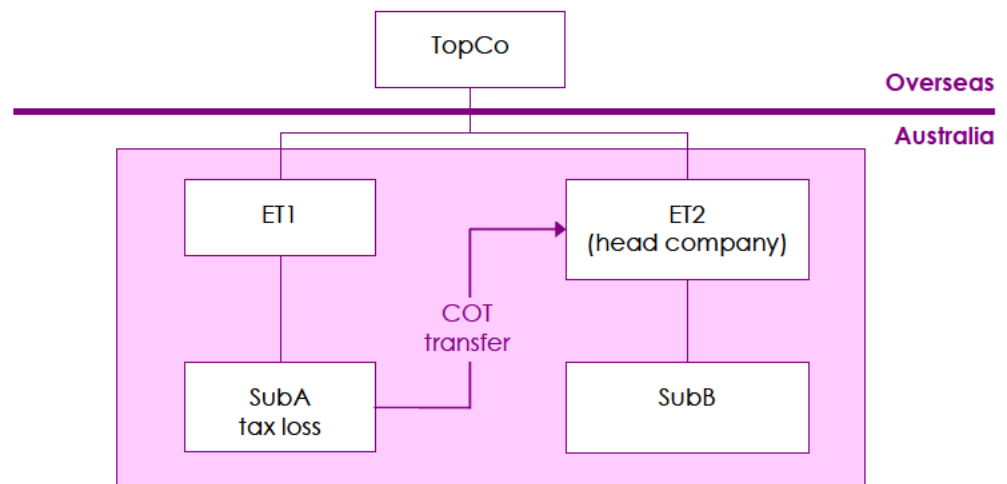 TopCo
Overseas
Australia
ET1
ET2
(head company)
COT
transfer
SubA
tax loss
SubB